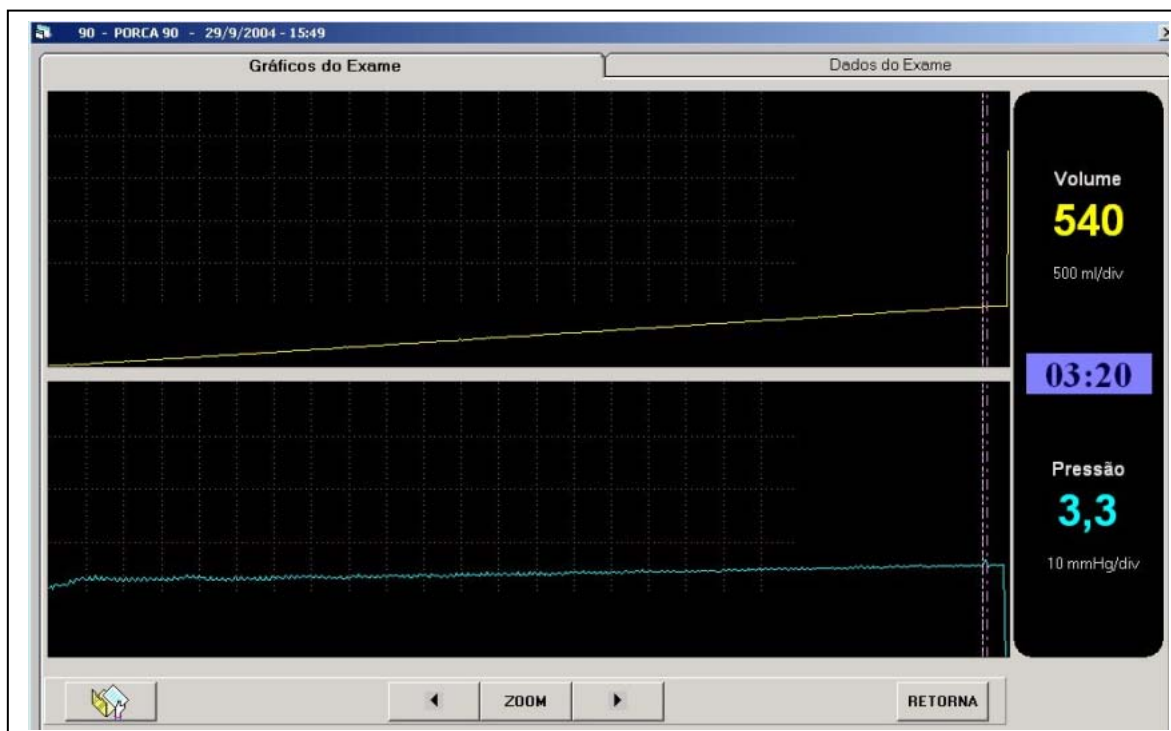 90 - PORCA 90 - 29/9/2004 - 15:49
Gráficos do Exame
Dados do Exame
Volume
540
500 ml/div
03:20
Pressão
3,3
10 mmHg/div
ZOOM
RETORNA